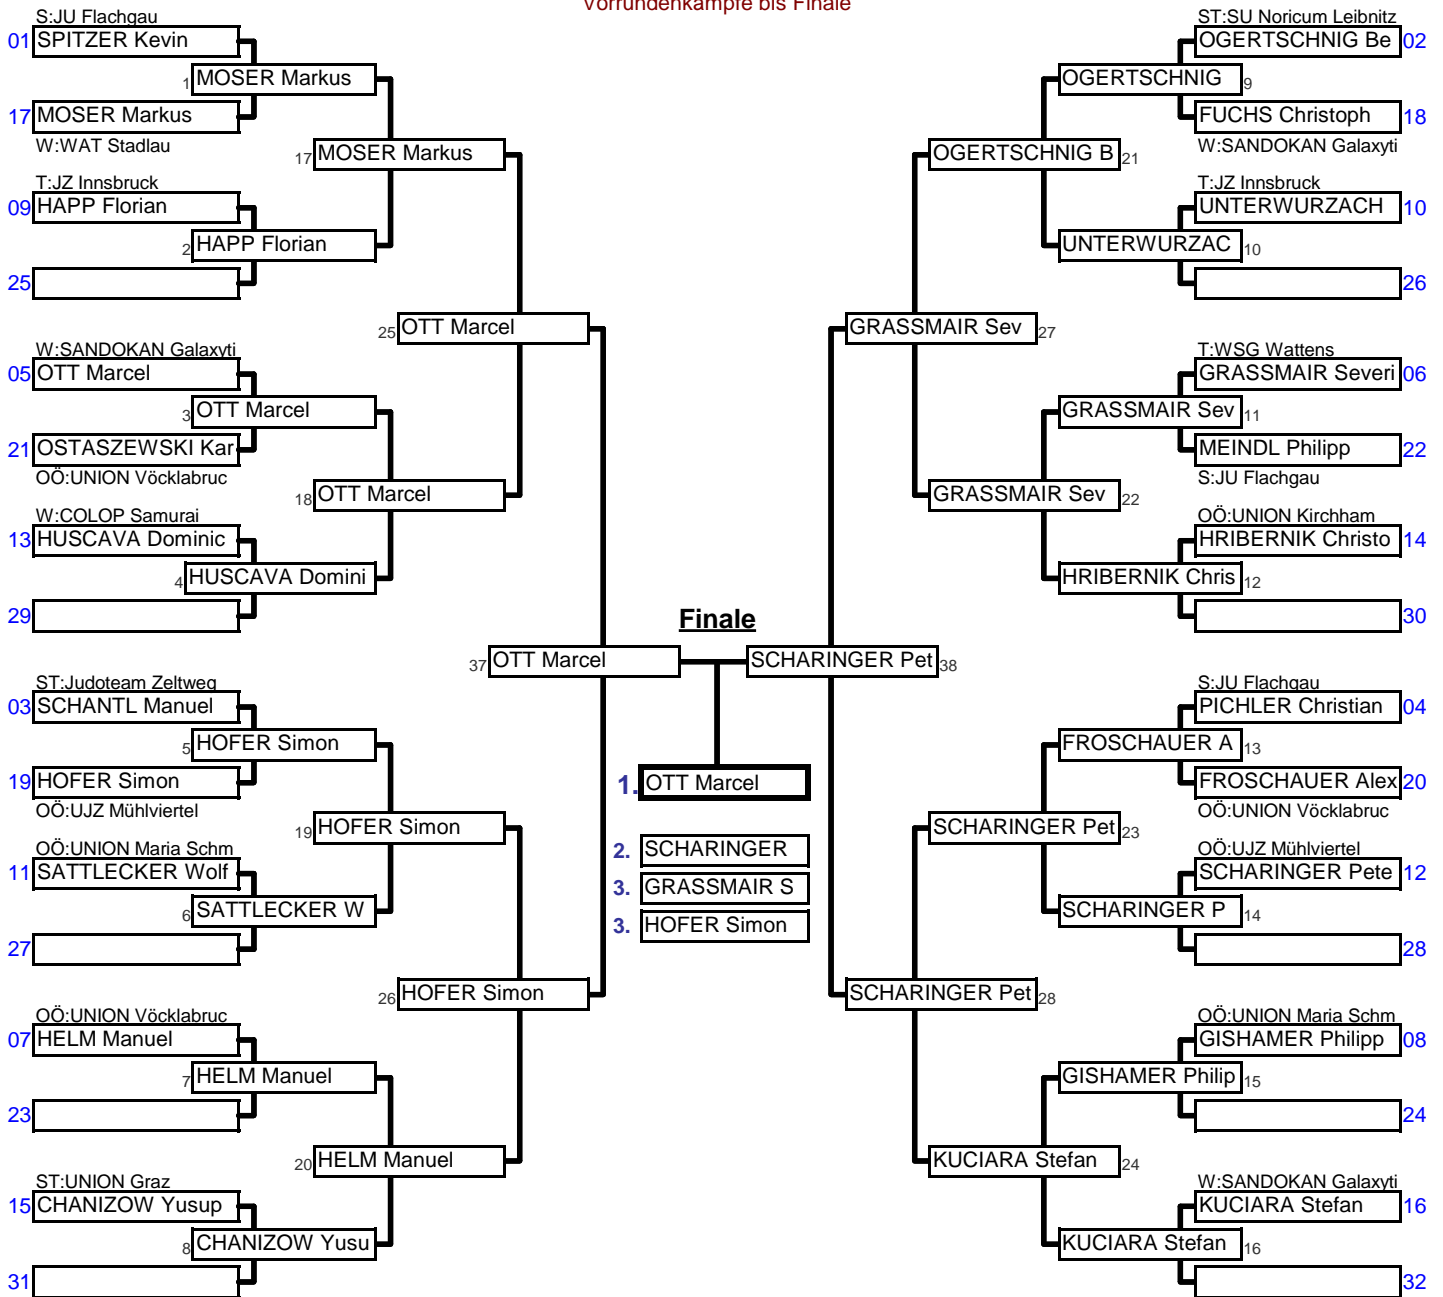 Vorrundenkämpfe bis Finale
S:JU Flachgau
01 SPITZER Kevin
1 MOSER Markus
17 MOSER Markus
W:WAT Stadlau
17 MOSER Markus
T:JZ Innsbruck
09 HAPP Florian
2 HAPP Florian
25
25 OTT Marcel
W:SANDOKAN Galaxyti
05 OTT Marcel
3 OTT Marcel
21 OSTASZEWSKI Kar
OÖ:UNION Vöcklabruc
18 OTT Marcel
W:COLOP Samurai
13 HUSCAVA Dominic
4 HUSCAVA Domini
29
37 OTT Marcel
ST:Judoteam Zeltweg
03 SCHANTL Manuel
5 HOFER Simon
19 HOFER Simon
OÖ:UJZ Mühlviertel
19 HOFER Simon
OÖ:UNION Maria Schm
11 SATTLECKER Wolf
6 SATTLECKER W
27
26 HOFER Simon
OÖ:UNION Vöcklabruc
07 HELM Manuel
7 HELM Manuel
23
20 HELM Manuel
ST:UNION Graz
15 CHANIZOW Yusup
8 CHANIZOW Yusu
31
Finale
1. OTT Marcel
2. SCHARINGER
3. GRASSMAIR S
3. HOFER Simon
ST:SU Noricum Leibnitz
OGERTSCHNIG Be 02
OGERTSCHNIG 9
FUCHS Christoph 18
W:SANDOKAN Galaxyti
OGERTSCHNIG B 21
T:JZ Innsbruck
UNTERWURZACH 10
UNTERWURZAC 10
26
GRASSMAIR Sev 27
T:WSG Wattens
GRASSMAIR Severi 06
GRASSMAIR Sev 11
MEINDL Philipp 22
S:JU Flachgau
GRASSMAIR Sev 22
OÖ:UNION Kirchham
HRIBERNIK Christo 14
HRIBERNIK Chris 12
30
SCHARINGER Pet 38
S:JU Flachgau
PICHLER Christian 04
FROSCHAUER A 13
FROSCHAUER Alex 20
OÖ:UNION Vöcklabruc
SCHARINGER Pet 23
OÖ:UJZ Mühlviertel
SCHARINGER Pete 12
SCHARINGER P 14
28
SCHARINGER Pet 28
OÖ:UNION Maria Schm
GISHAMER Philipp 08
GISHAMER Philip 15
24
KUCIARA Stefan 24
W:SANDOKAN Galaxyti
KUCIARA Stefan 16
KUCIARA Stefan 16
32